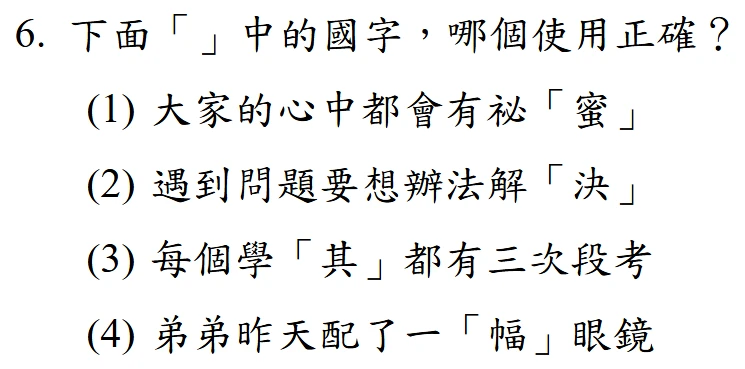 6. 下面「」中的國字，哪個使用正確？
(1) 大家的心中都會有祕「蜜」
(2) 遇到問題要想辦法解「決」
(3) 每個學「其」都有三次段考
(4) 弟弟昨天配了一「幅」眼鏡